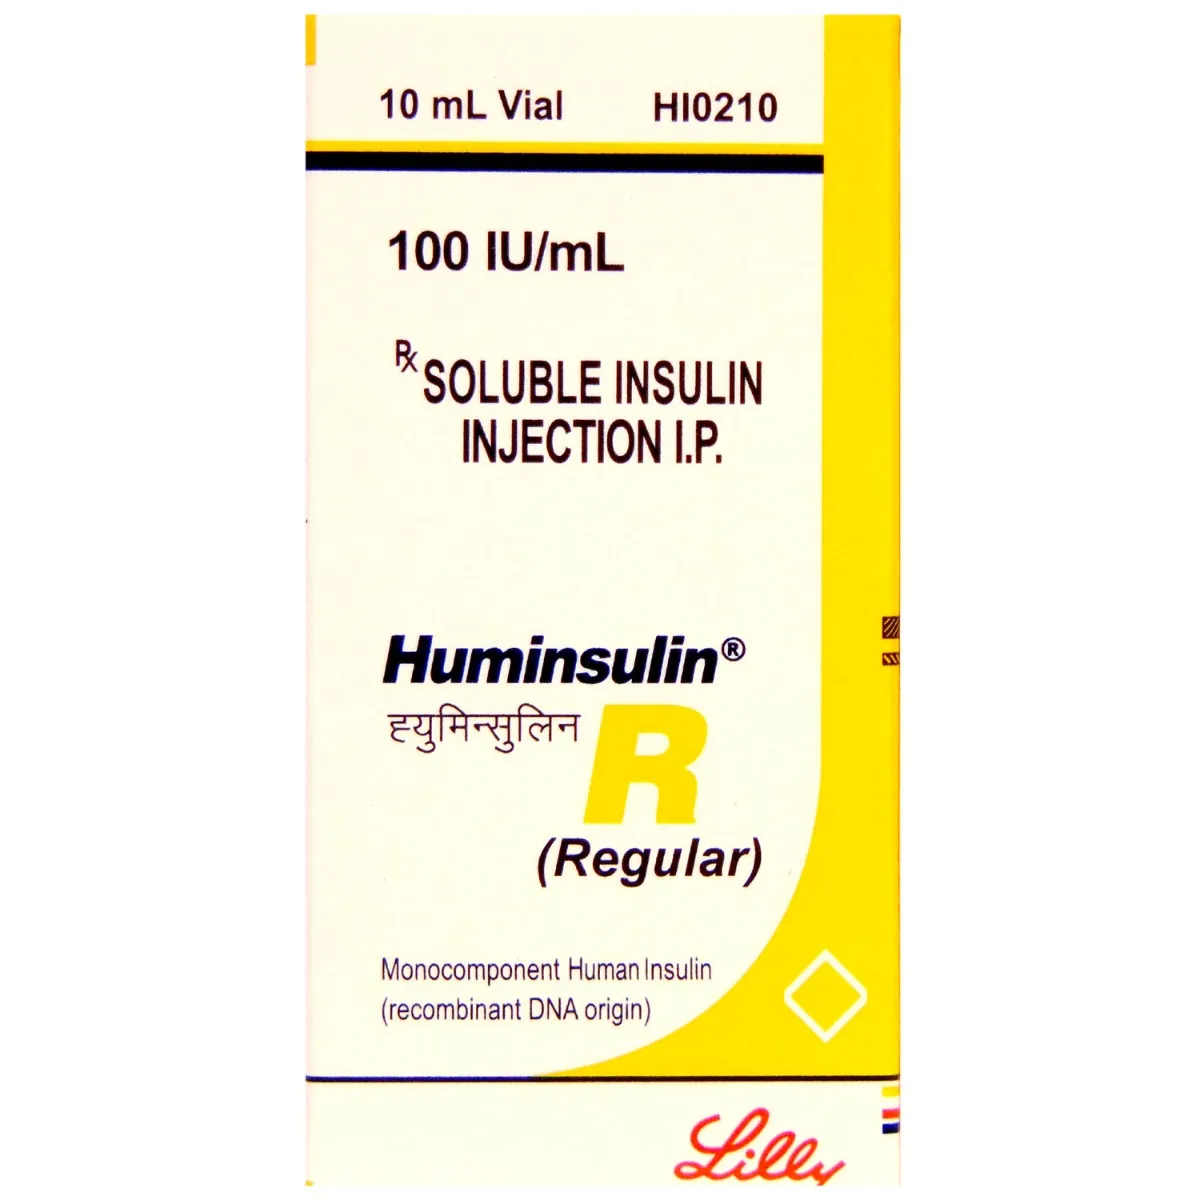 10 mL Vial HI0210
100 IU/mL
Rx SOLUBLE INSULIN
INJECTION I.P.
Huminsulin®
ह्युमिन्सुलिन R
(Regular)
Monocomponent Human Insulin
(recombinant DNA origin)
Lilly